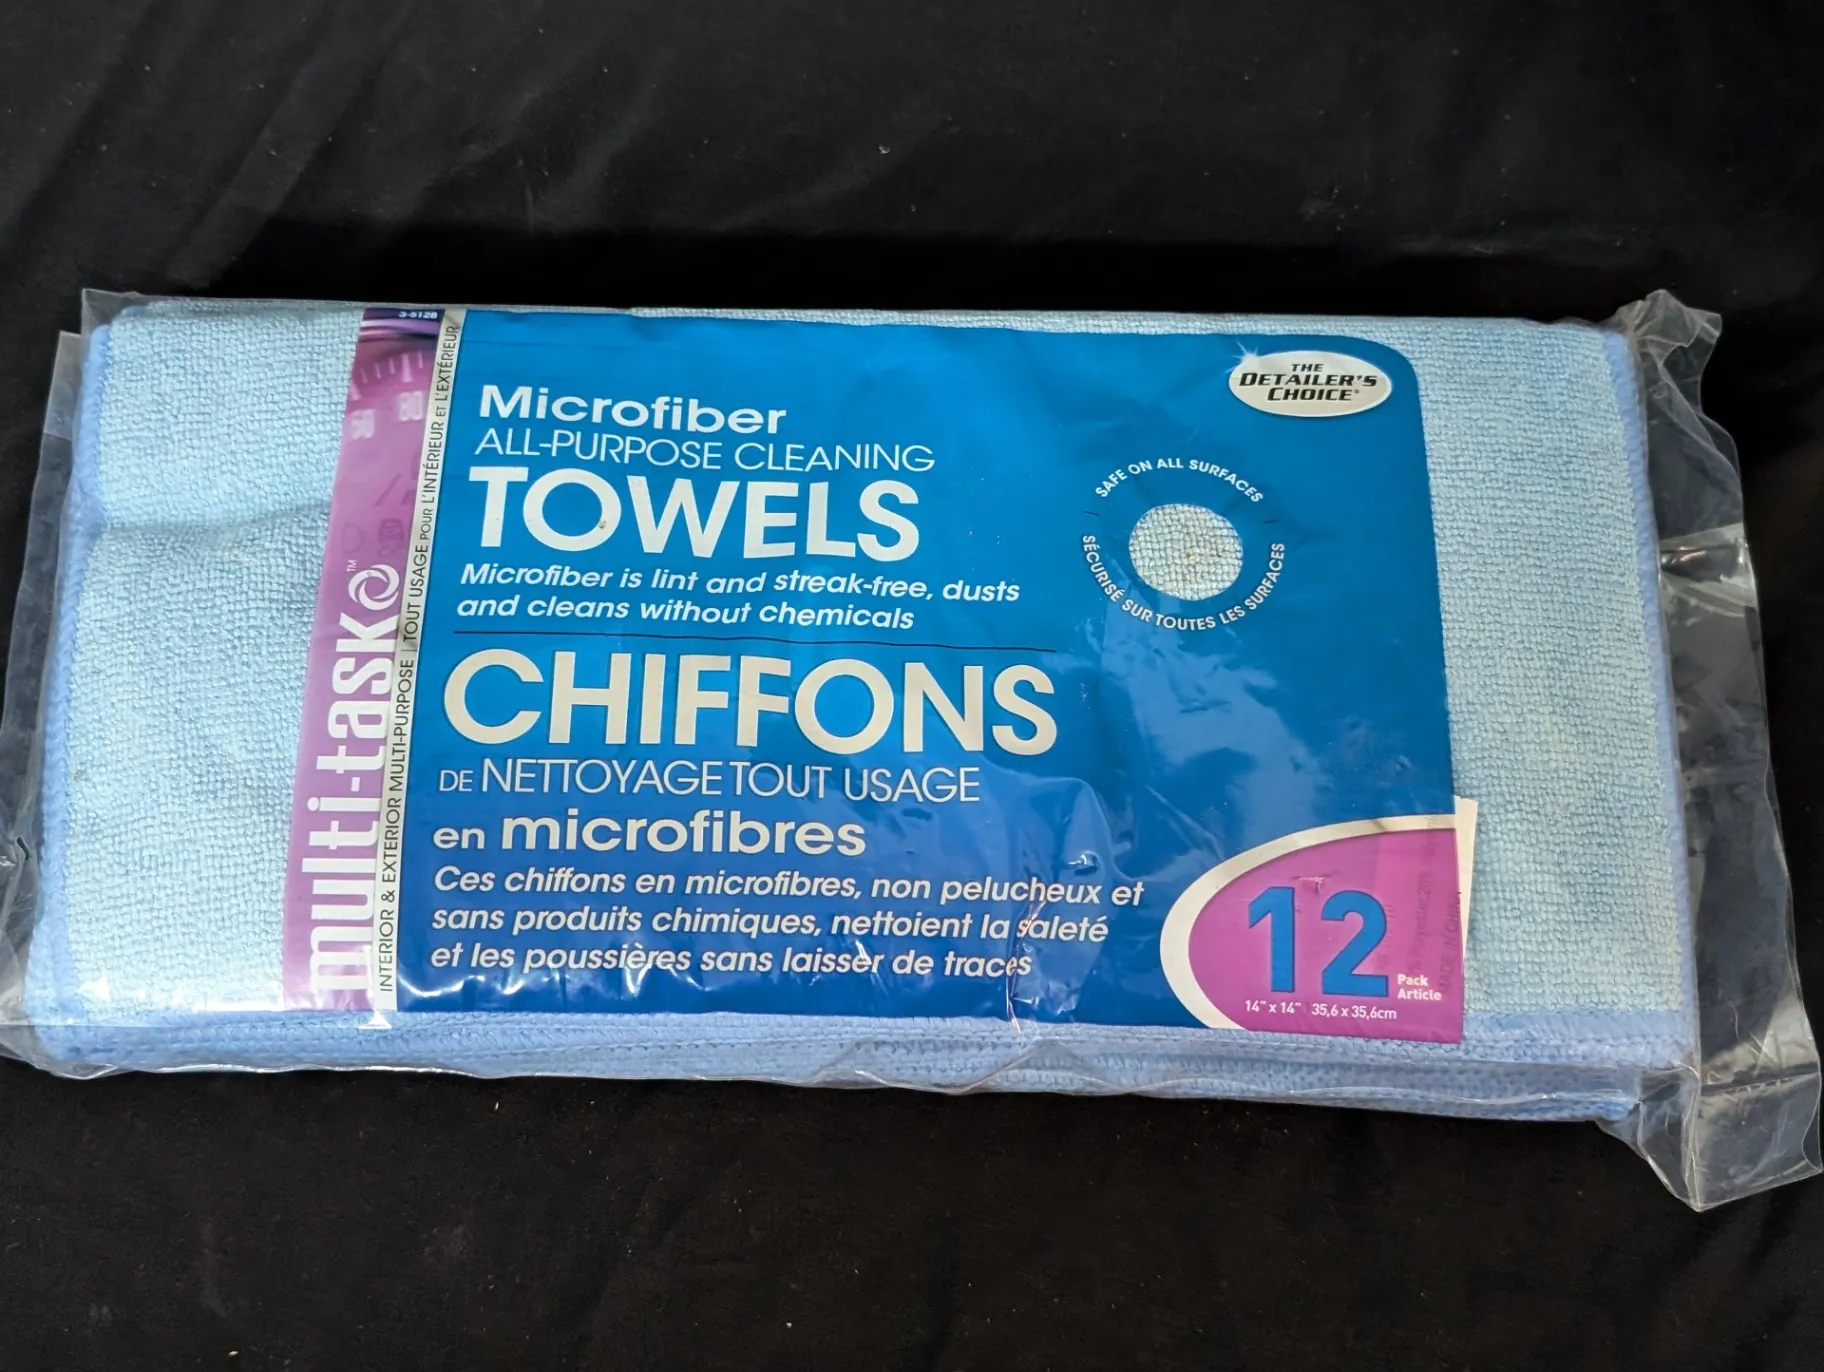 3-512B
multi-task™
INTERIOR & EXTERIOR MULTI-PURPOSE | TOUT USAGE POUR L'INTÉRIEUR ET L'EXTÉRIEUR
60 80
Microfiber
ALL-PURPOSE CLEANING
TOWELS
Microfiber is lint and streak-free, dusts
and cleans without chemicals
CHIFFONS
DE NETTOYAGE TOUT USAGE
en microfibres
Ces chiffons en microfibres, non pelucheux et
sans produits chimiques, nettoient la saleté
et les poussières sans laisser de traces
THE
DETAILER'S
CHOICE®
SAFE ON ALL SURFACES
SÉCURISÉ SUR TOUTES LES SURFACES
12
Pack
Article
14" x 14" | 35,6 x 35,6cm